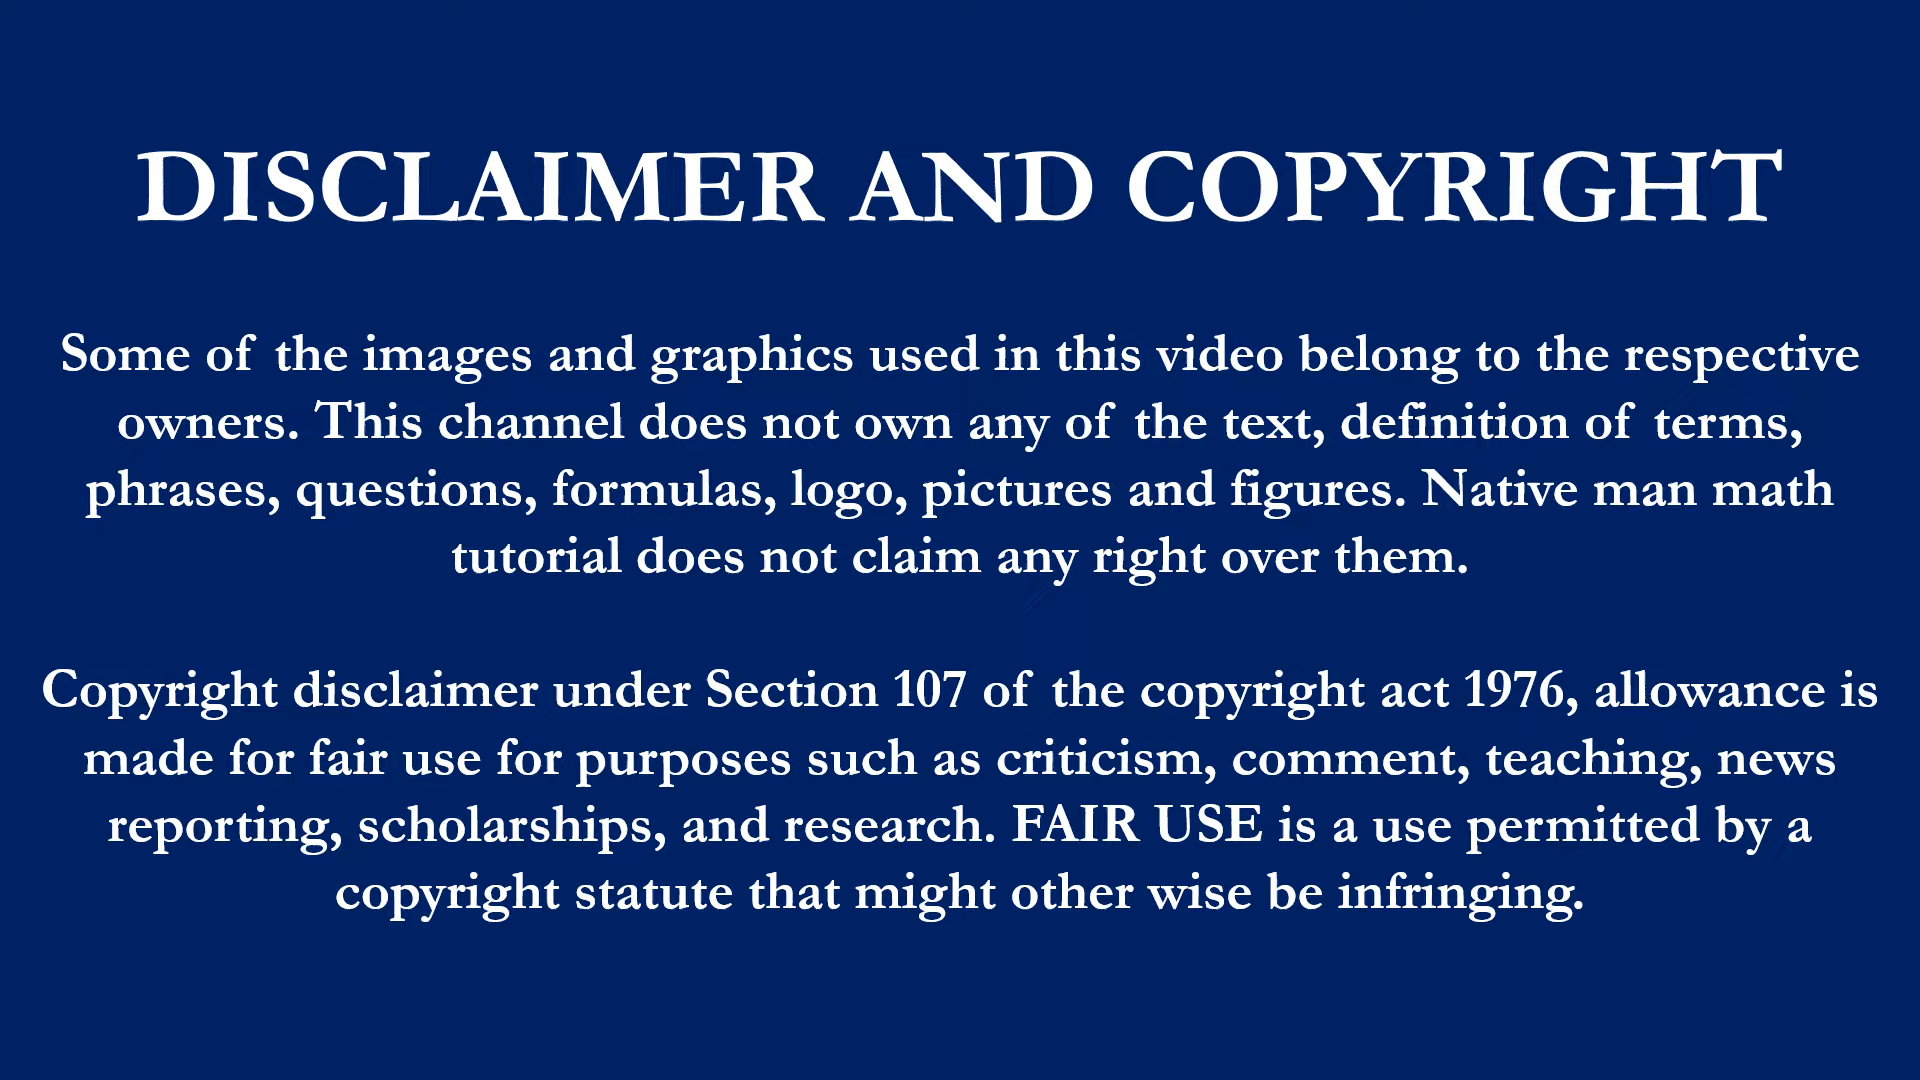 DISCLAIMER AND COPYRIGHT
Some of the images and graphics used in this video belong to the respective
owners. This channel does not own any of the text, definition of terms,
phrases, questions, formulas, logo, pictures and figures. Native man math
tutorial does not claim any right over them.
Copyright disclaimer under Section 107 of the copyright act 1976, allowance is
made for fair use for purposes such as criticism, comment, teaching, news
reporting, scholarships, and research. FAIR USE is a use permitted by a
copyright statute that might other wise be infringing.